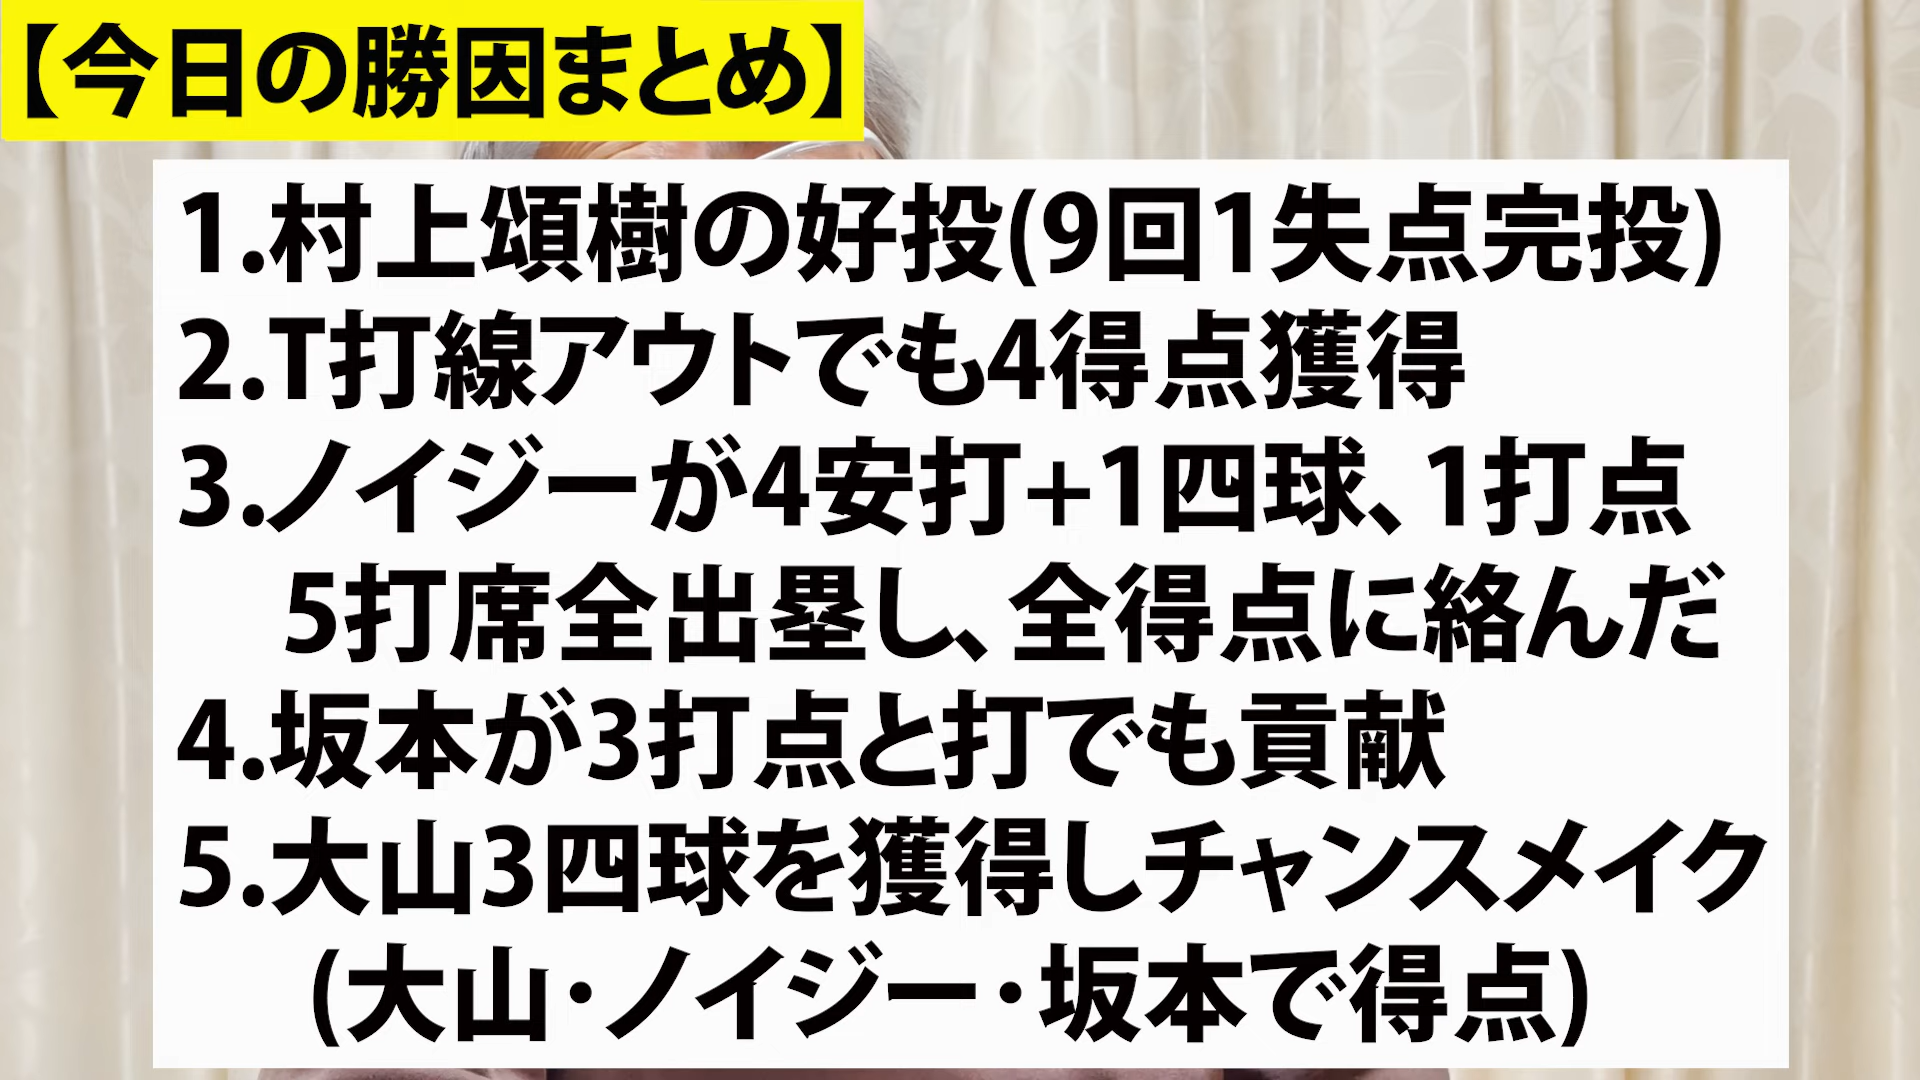 【今日の勝因まとめ】
1.村上頌樹の好投(9回1失点完投)
2.T打線アウトでも4得点獲得
3.ノイジーが4安打+1四球、1打点
5打席全出塁し、全得点に絡んだ
4.坂本が3打点と打でも貢献
5.大山3四球を獲得しチャンスメイク
(大山・ノイジー・坂本で得点)